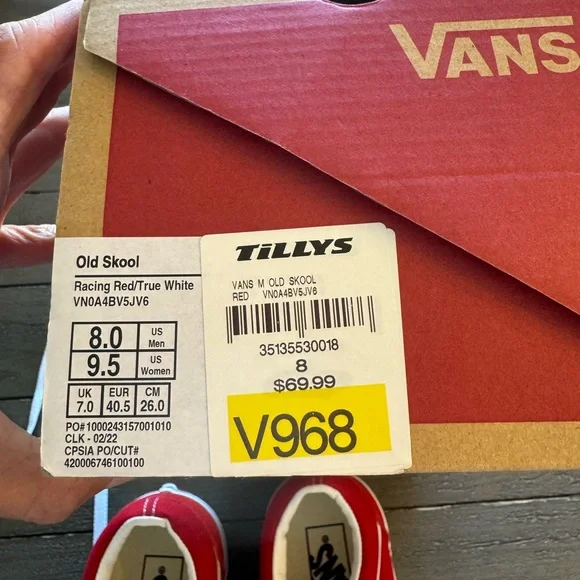 VANS
Old Skool
Racing Red/True White
VN0A4BV5JV6
8.0 US Men
9.5 US Women
UK EUR CM
7.0 40.5 26.0
PO# 1000243157001010
CLK - 02/22
CPSIA PO/CUT#
420006746100100
TiLLYS
VANS M OLD SKOOL
RED VN0A4BV5JV6
35135530018
8
$69.99
V968
VANS